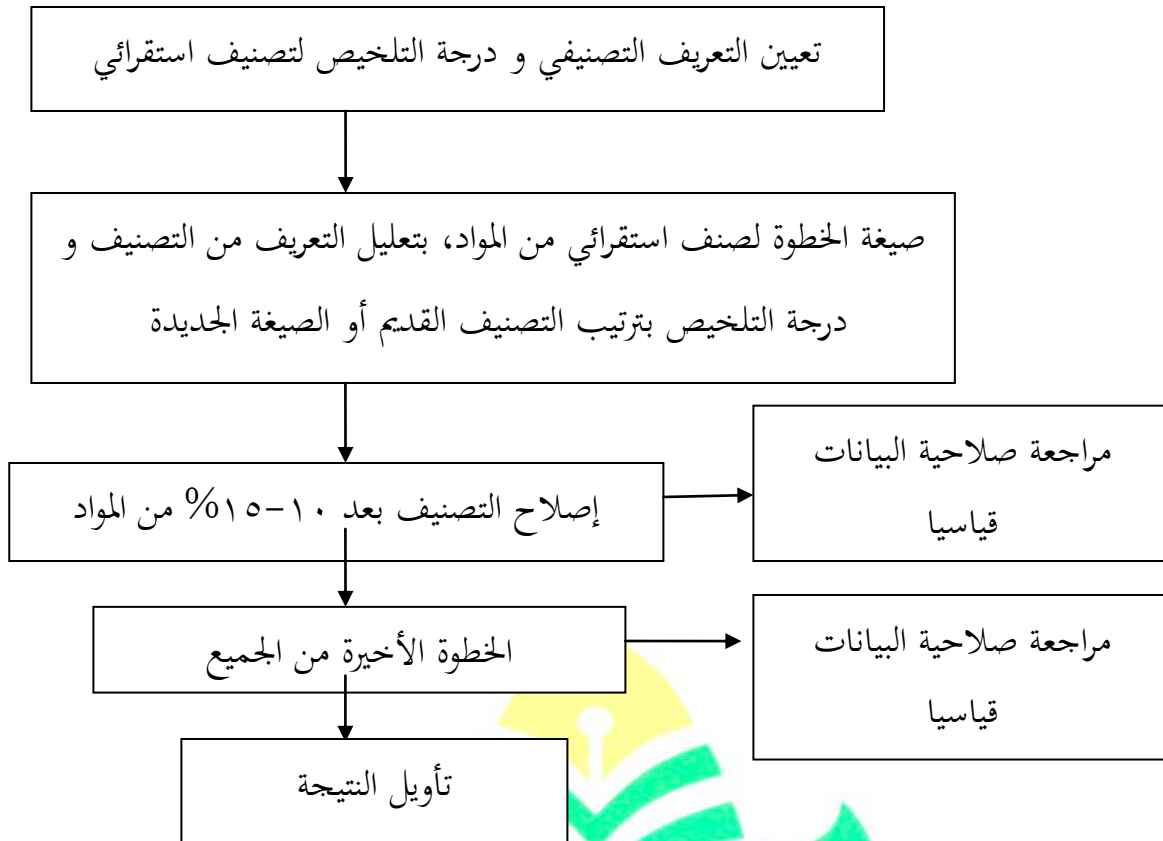 تعيين التعريف التصنيفي و درجة التلخيص لتصنيف استقرائي
صيغة الخطوة لصنف استقرائي من المواد، بتعليل التعريف من التصنيف و
درجة التلخيص بترتيب التصنيف القديم أو الصيغة الجديدة
إصلاح التصنيف بعد ١٠-١٥% من المواد
مراجعة صلاحية البيانات
قياسيا
الخطوة الأخيرة من الجميع
مراجعة صلاحية البيانات
قياسيا
تأويل النتيجة